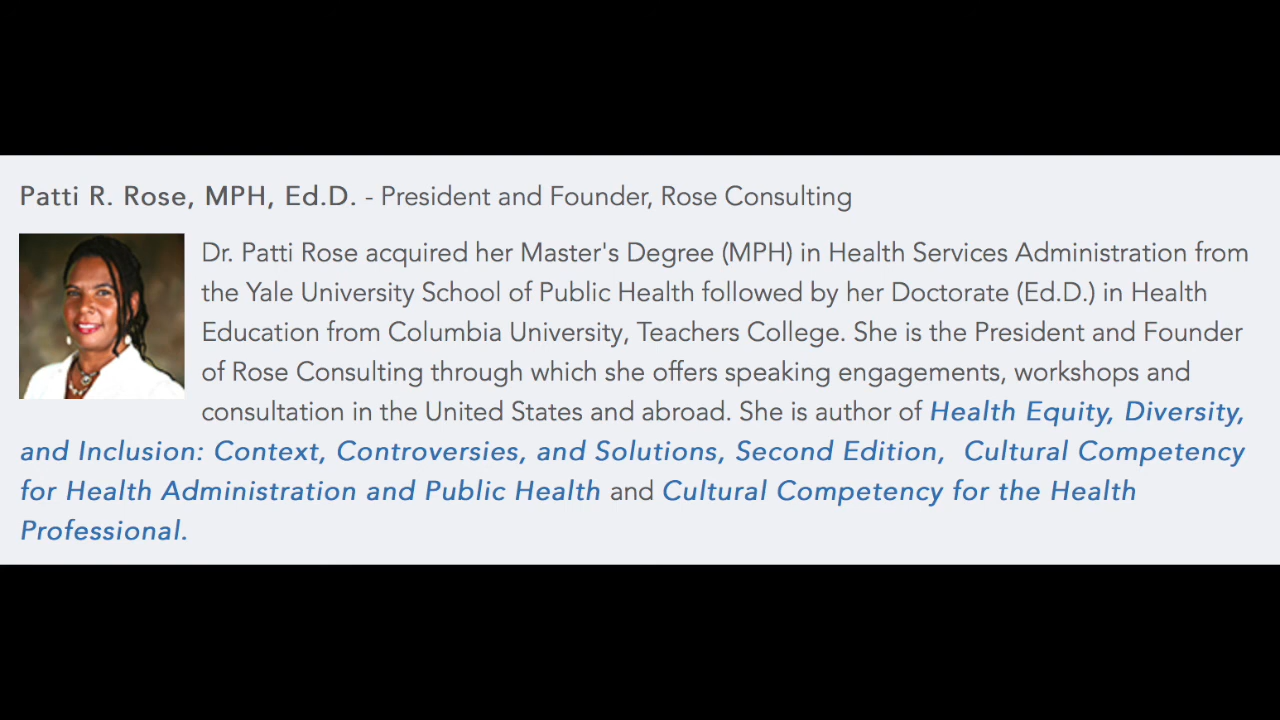 Patti R. Rose, MPH, Ed.D. - President and Founder, Rose Consulting
Dr. Patti Rose acquired her Master's Degree (MPH) in Health Services Administration from
the Yale University School of Public Health followed by her Doctorate (Ed.D.) in Health
Education from Columbia University, Teachers College. She is the President and Founder
of Rose Consulting through which she offers speaking engagements, workshops and
consultation in the United States and abroad. She is author of Health Equity, Diversity,
and Inclusion: Context, Controversies, and Solutions, Second Edition,  Cultural Competency
for Health Administration and Public Health and Cultural Competency for the Health
Professional.